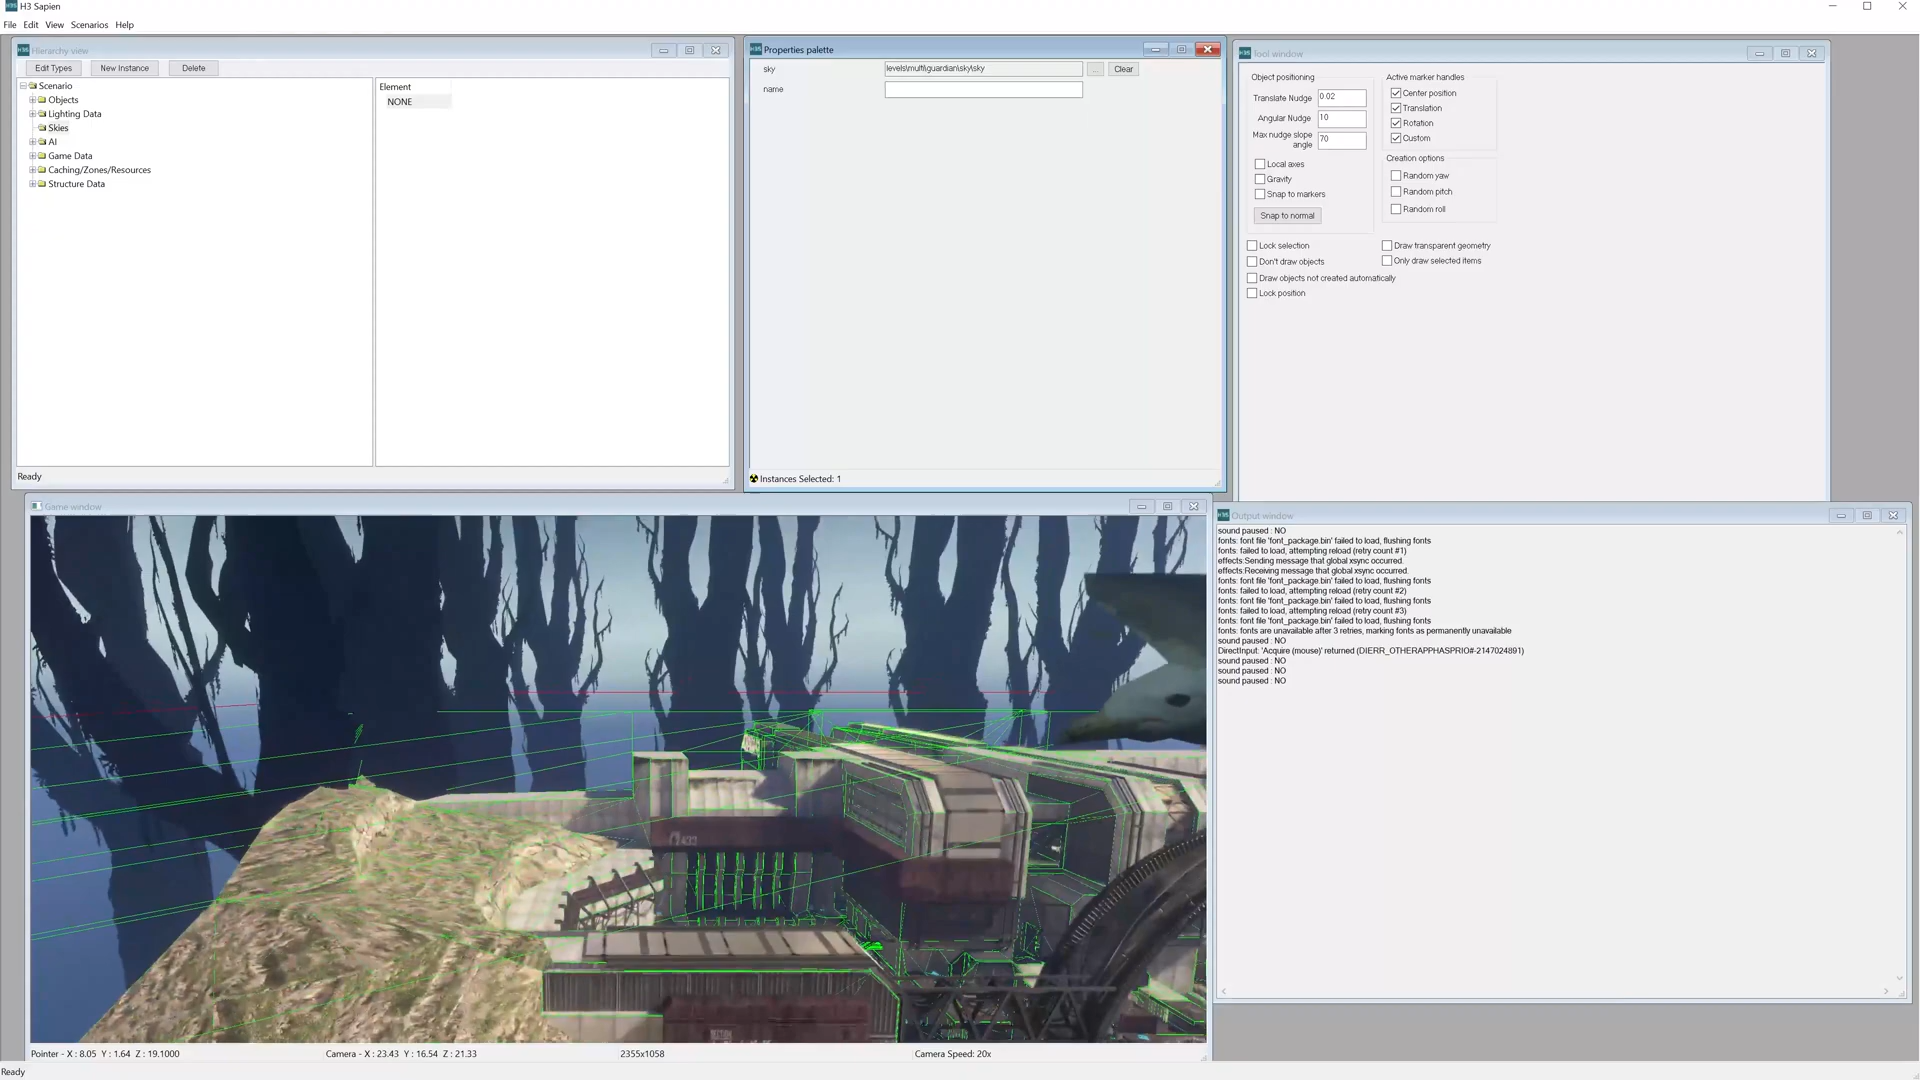 H3 Sapien
File Edit View Scenarios Help
Hierarchy view
Edit Types New Instance Delete
Scenario
Objects
Lighting Data
Skies
AI
Game Data
Caching/Zones/Resources
Structure Data
Element
NONE
Ready
Properties palette
sky levels\multi\guardian\sky\sky ... Clear
name
Instances Selected: 1
Tool window
Object positioning
Translate Nudge 0.02
Angular Nudge 10
Max nudge slope
angle 70
Local axes
Gravity
Snap to markers
Snap to normal
Active marker handles
Center position
Translation
Rotation
Custom
Creation options
Random yaw
Random pitch
Random roll
Lock selection
Don't draw objects
Draw objects not created automatically
Lock position
Draw transparent geometry
Only draw selected items
Game window
433
Pointer - X : 8.05 Y : 1.64 Z : 19.1000
Camera - X : 23.43 Y : 16.54 Z : 21.33
2355x1058
Camera Speed: 20x
Output window
sound paused : NO
fonts: font file 'font_package.bin' failed to load, flushing fonts
fonts: failed to load, attempting reload (retry count #1)
effects:Sending message that global xsync occurred.
effects:Receiving message that global xsync occurred.
fonts: font file 'font_package.bin' failed to load, flushing fonts
fonts: failed to load, attempting reload (retry count #2)
fonts: font file 'font_package.bin' failed to load, flushing fonts
fonts: failed to load, attempting reload (retry count #3)
fonts: font file 'font_package.bin' failed to load, flushing fonts
fonts: fonts are unavailable after 3 retries, marking fonts as permanently unavailable
sound paused : NO
DirectInput: 'Acquire (mouse)' returned (DIERR_OTHERAPPHASPRIO#-2147024891)
sound paused : NO
sound paused : NO
sound paused : NO
Ready